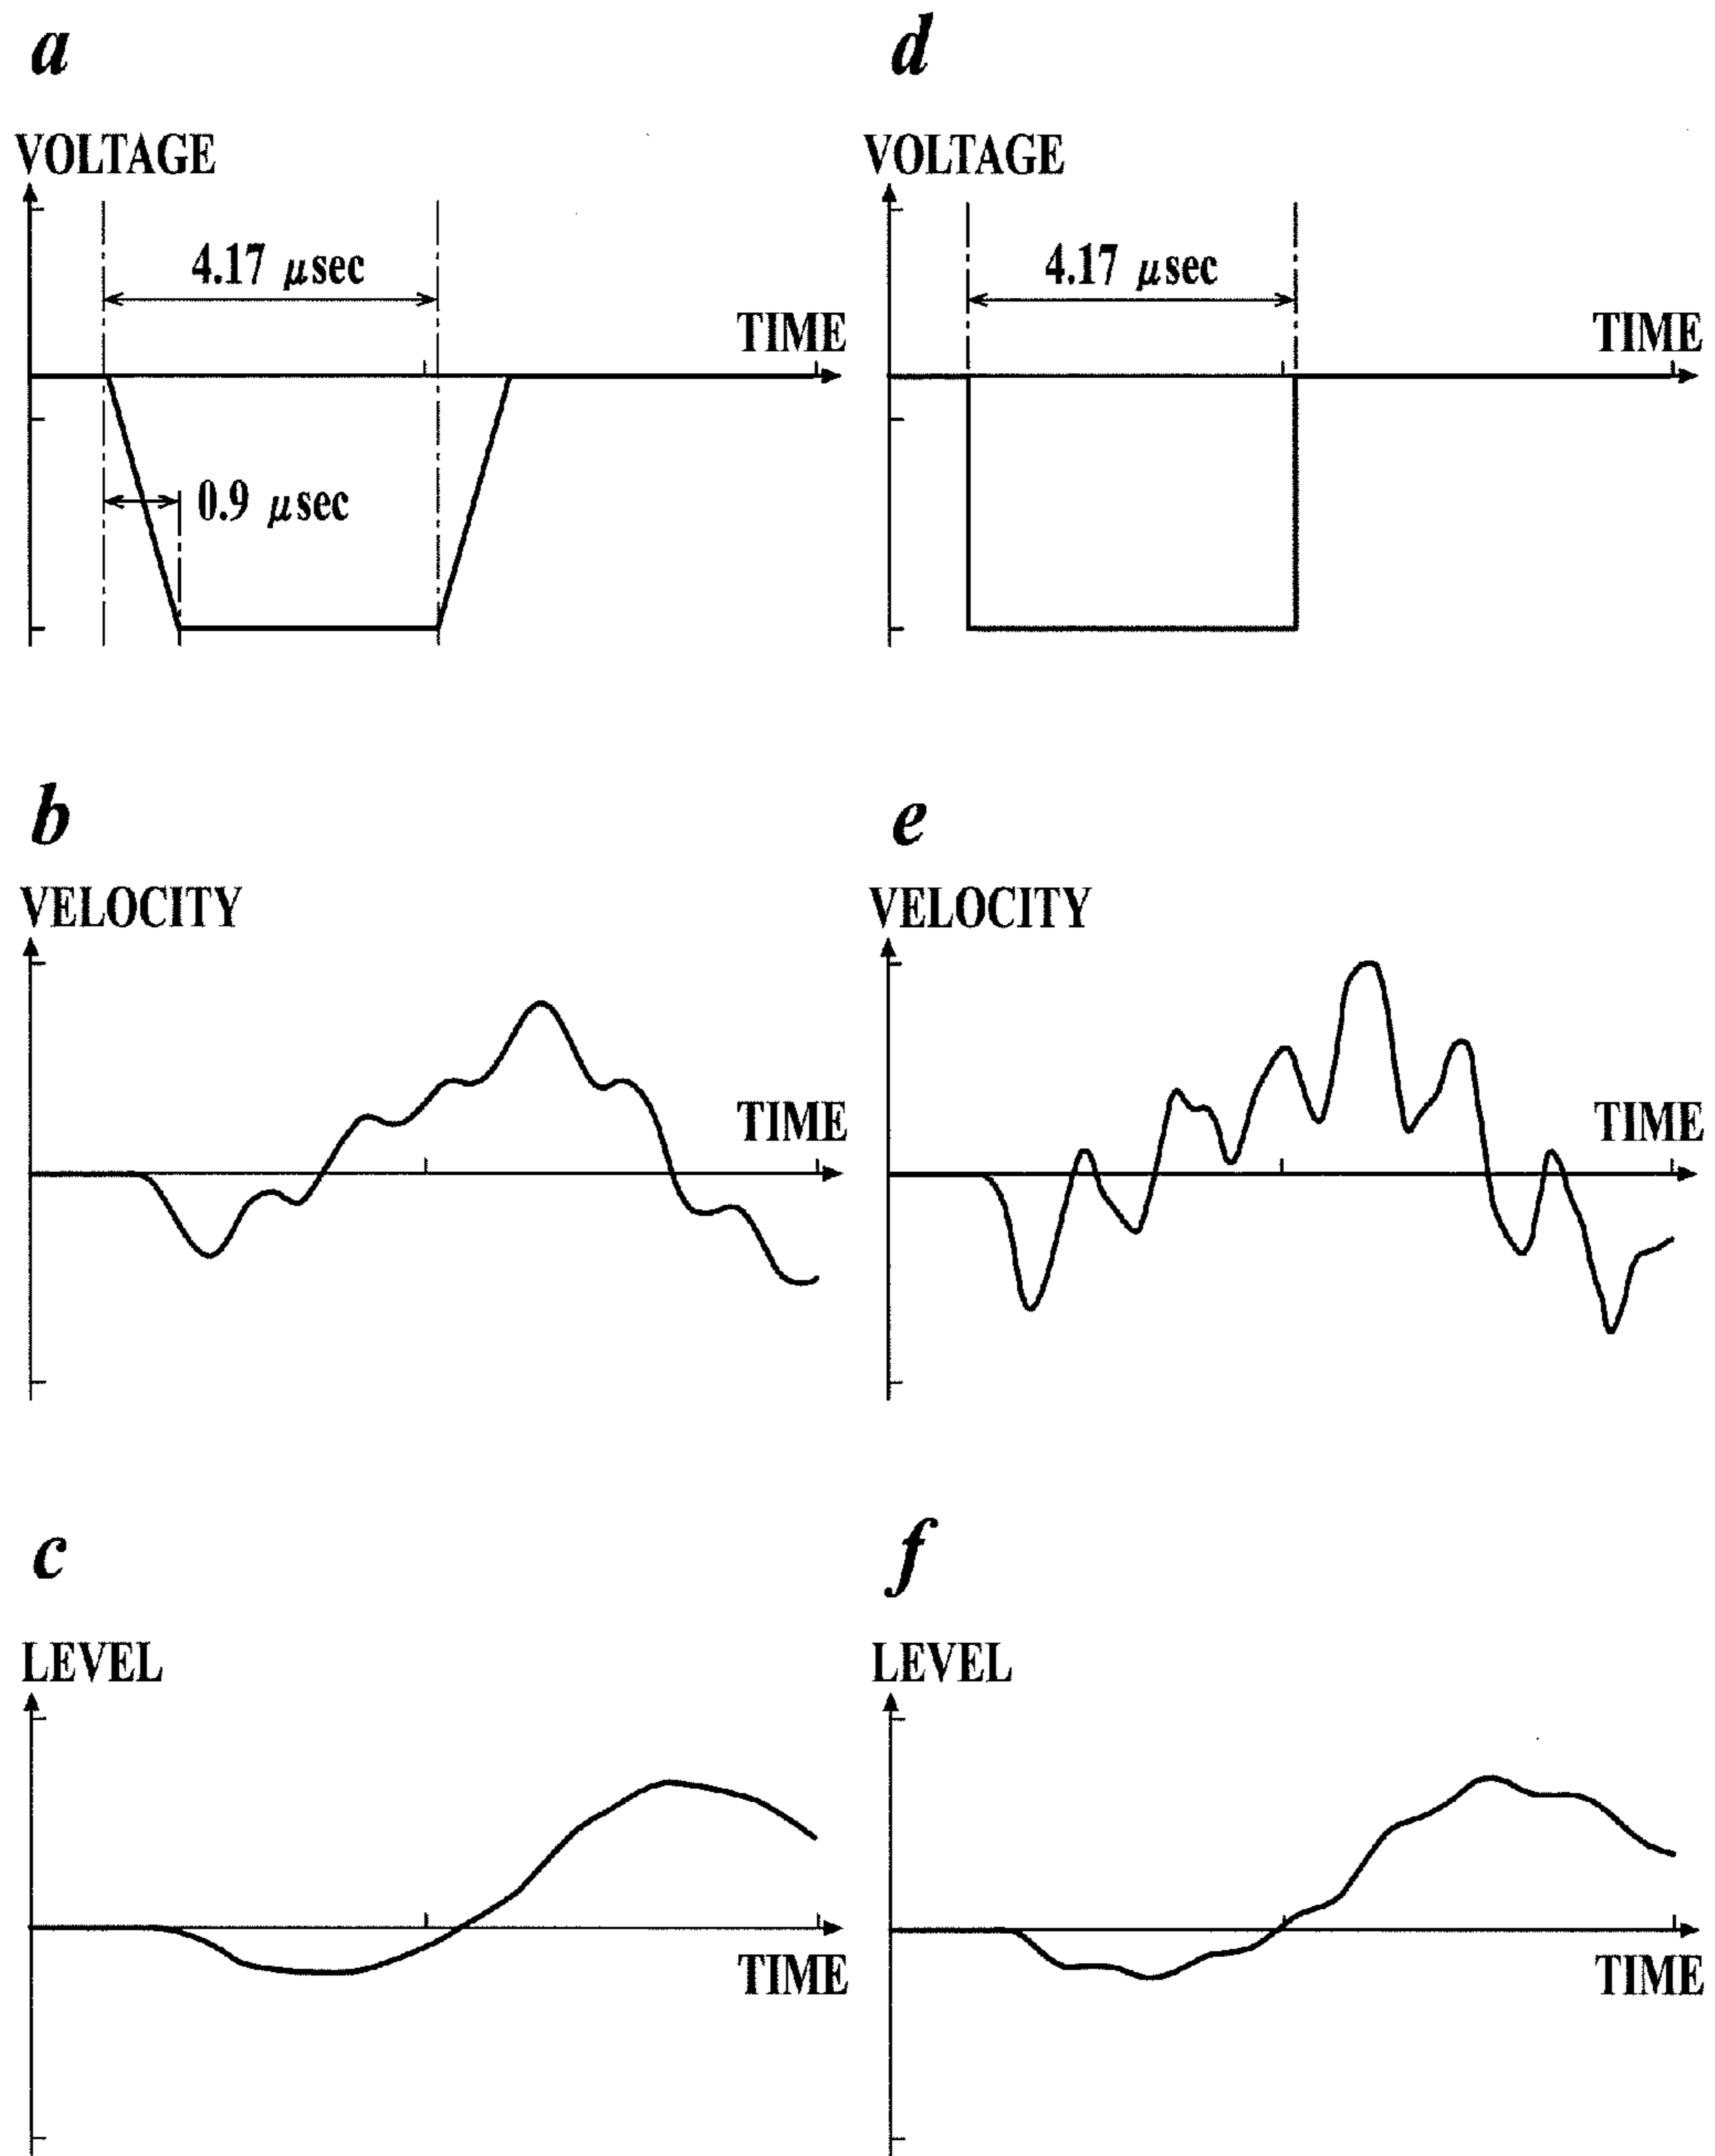 a
VOLTAGE
4.17 μsec
TIME
0.9 μsec
d
VOLTAGE
4.17 μsec
TIME
b
VELOCITY
TIME
e
VELOCITY
TIME
c
LEVEL
TIME
f
LEVEL
TIME